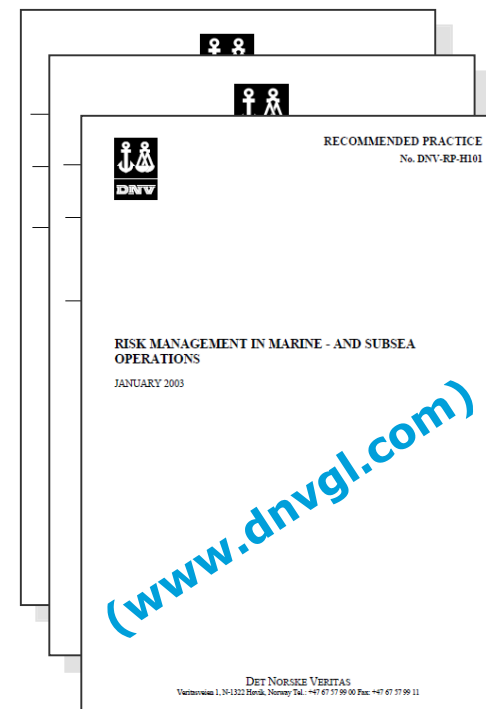 RECOMMENDED PRACTICE
No. DNV-RP-H101
DNV
RISK MANAGEMENT IN MARINE - AND SUBSEA
OPERATIONS
JANUARY 2003
(www.dnvgl.com)
DET NORSKE VERITAS
Veritasveien 1, N-1322 Høvik, Norway Tel.: +47 67 57 99 00 Fax: +47 67 57 99 11